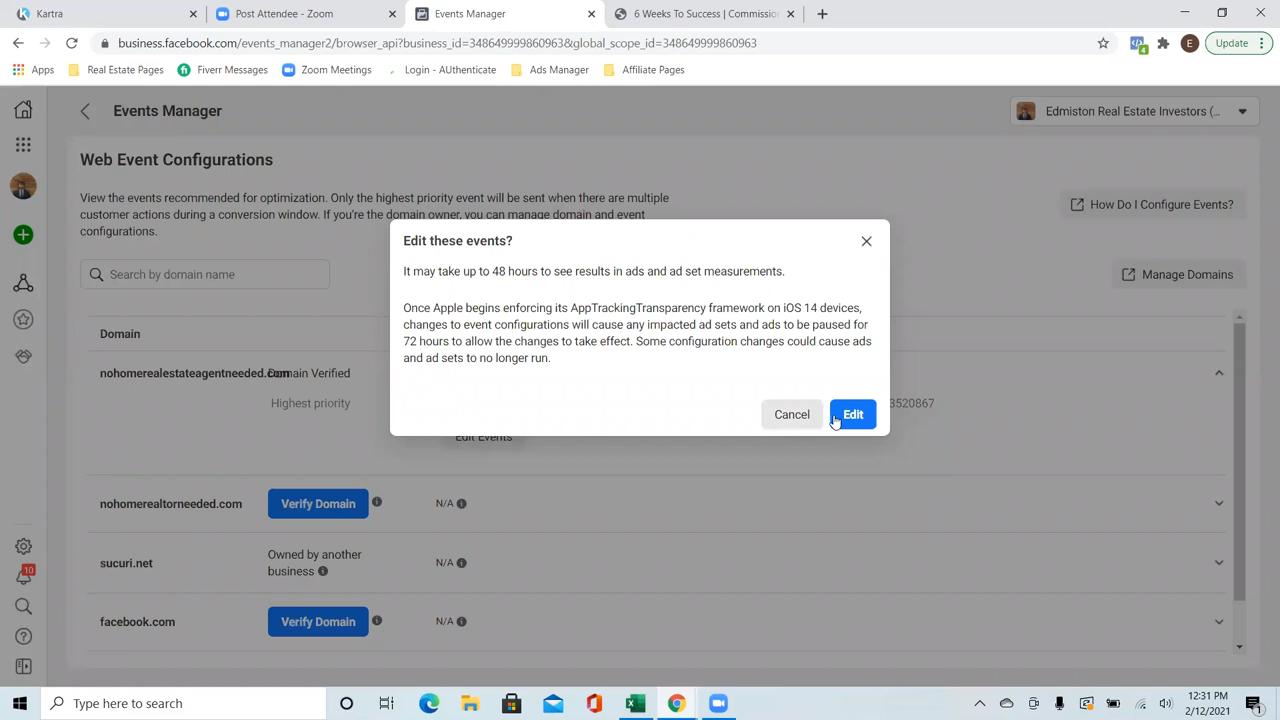 Kartra
Post Attendee - Zoom
Events Manager
6 Weeks To Success | Commission
business.facebook.com/events_manager2/browser_api?business_id=348649999860963&global_scope_id=348649999860963
4
E
Update
Apps
Real Estate Pages
Fiverr Messages
Zoom Meetings
Login - AUthenticate
Ads Manager
Affiliate Pages
Events Manager
Edmiston Real Estate Investors (...
Web Event Configurations
View the events recommended for optimization. Only the highest priority event will be sent when there are multiple
customer actions during a conversion window. If you're the domain owner, you can manage domain and event
configurations.
How Do I Configure Events?
Search by domain name
Manage Domains
Edit these events?
It may take up to 48 hours to see results in ads and ad set measurements.
Once Apple begins enforcing its AppTrackingTransparency framework on iOS 14 devices,
changes to event configurations will cause any impacted ad sets and ads to be paused for
72 hours to allow the changes to take effect. Some configuration changes could cause ads
and ad sets to no longer run.
Cancel
Edit
Domain
nohomerealestateagentneeded.com
Domain Verified
Highest priority
3520867
Edit Events
nohomerealtorneeded.com
Verify Domain
N/A
sucuri.net
Owned by another
business
N/A
facebook.com
Verify Domain
N/A
10
Type here to search
12:31 PM
2/12/2021
1